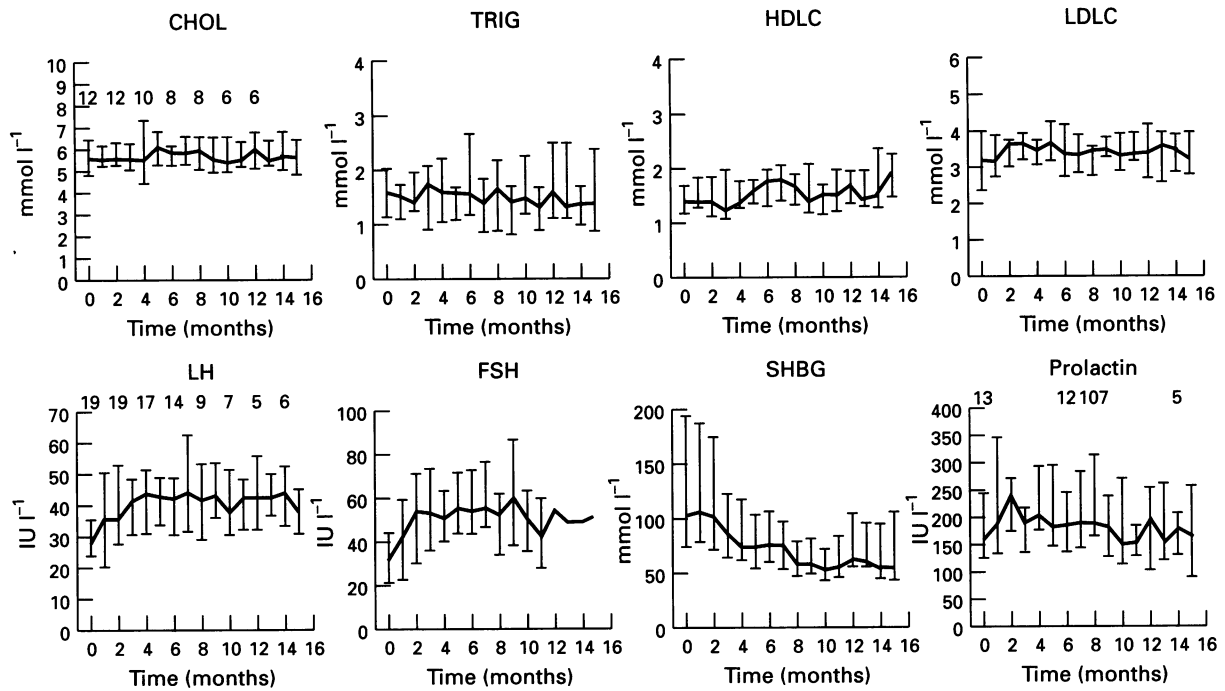 CHOL
mmol l⁻¹
10
9
8
7
6
5
4
3
2
1
0
12 12 10 8 8 6 6
0 2 4 6 8 10 12 14 16
Time (months)
TRIG
mmol l⁻¹
4
3
2
1
0
0 2 4 6 8 10 12 14 16
Time (months)
HDLC
mmol l⁻¹
4
3
2
1
0
0 2 4 6 8 10 12 14 16
Time (months)
LDLC
mmol l⁻¹
6
5
4
3
2
1
0
0 2 4 6 8 10 12 14 16
Time (months)
LH
19 19 17 14 9 7 5 6
IU l⁻¹
70
60
50
40
30
20
10
0
0 2 4 6 8 10 12 14 16
Time (months)
FSH
IU l⁻¹
100
80
60
40
20
0
0 2 4 6 8 10 12 14 16
Time (months)
SHBG
mmol l⁻¹
200
150
100
50
0
0 2 4 6 8 10 12 14 16
Time (months)
Prolactin
13 12 107 5
IU l⁻¹
400
350
300
250
200
150
100
50
0
0 2 4 6 8 10 12 14 16
Time (months)